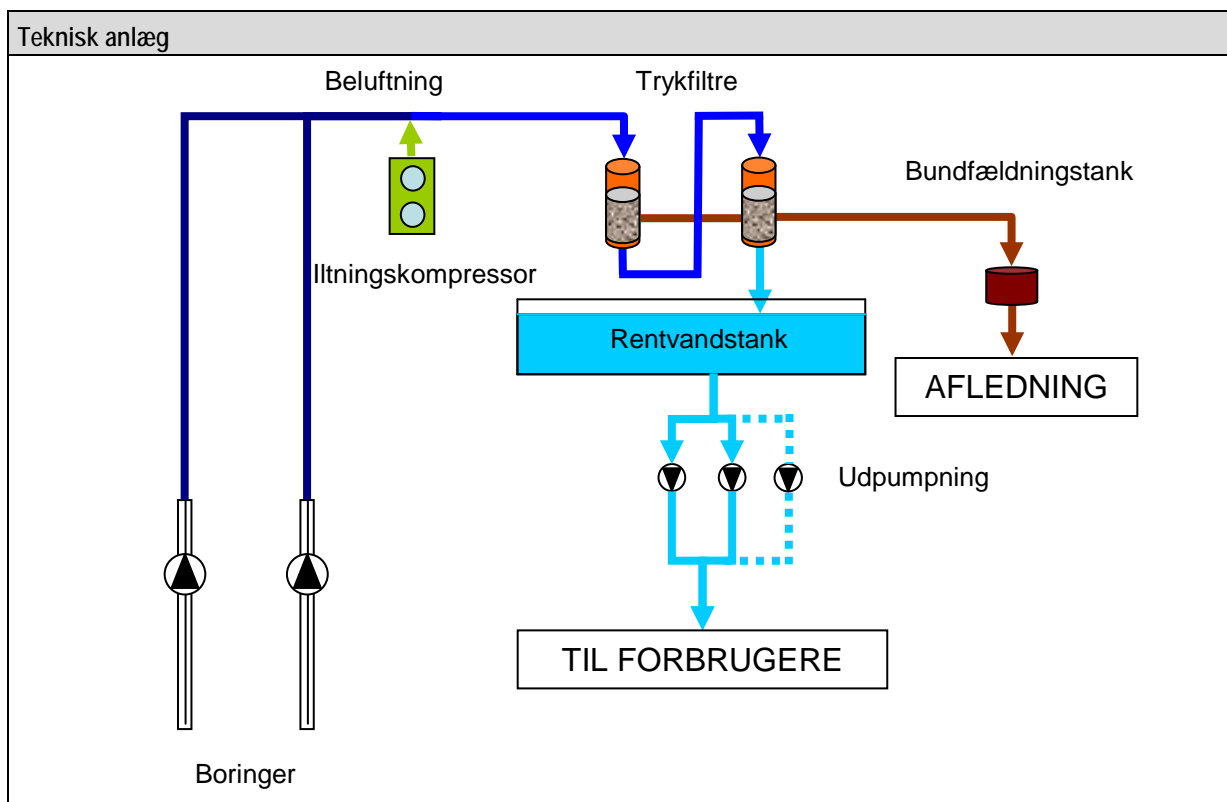 Teknisk anlæg
Beluftning
Trykfiltre
Bundfældningstank
Iltningskompressor
Rentvandstank
AFLEDNING
Udpumpning
TIL FORBRUGERE
Boringer